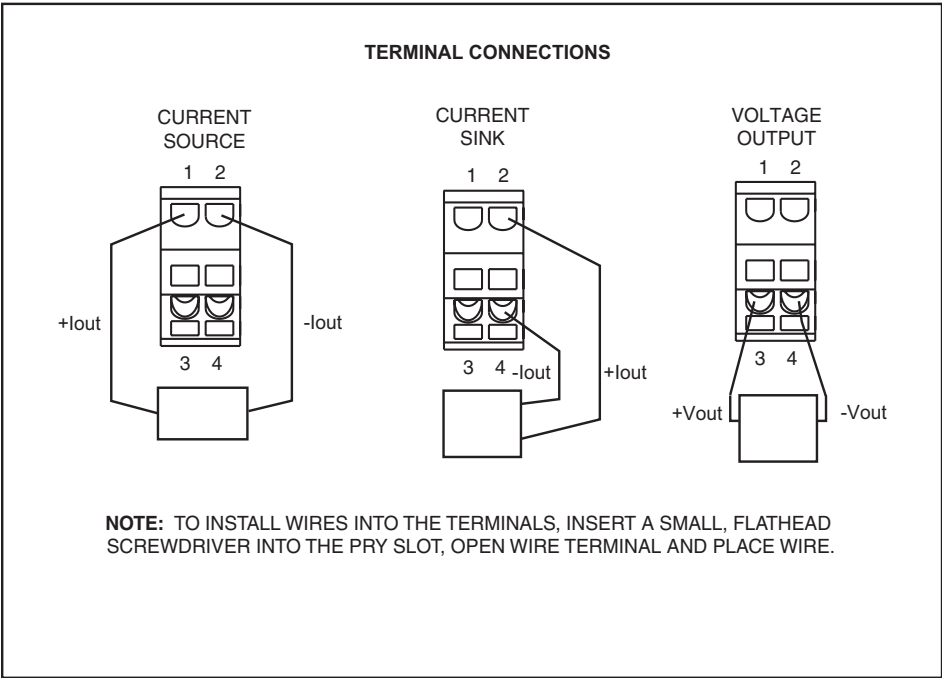 TERMINAL CONNECTIONS
CURRENT
SOURCE
1 2
+Iout
-Iout
3 4
CURRENT
SINK
1 2
3 4
-Iout
+Iout
VOLTAGE
OUTPUT
1 2
3 4
+Vout
-Vout
NOTE: TO INSTALL WIRES INTO THE TERMINALS, INSERT A SMALL, FLATHEAD
SCREWDRIVER INTO THE PRY SLOT, OPEN WIRE TERMINAL AND PLACE WIRE.